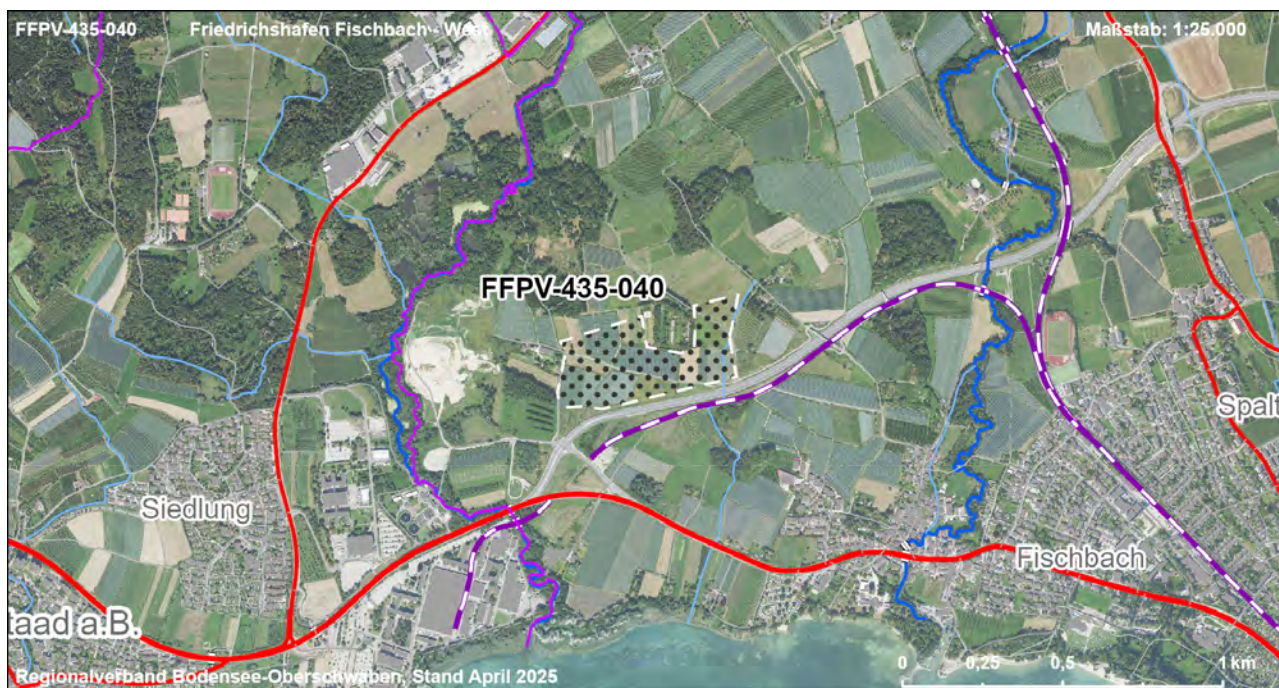 FFPV-435-040 Friedrichshafen Fischbach - West Maßstab: 1:25.000
FFPV-435-040
Spalt
Siedlung
Fischbach
taad a.B.
0 0,25 0,5 1 km
Regionalverband Bodensee-Oberschwaben, Stand April 2025